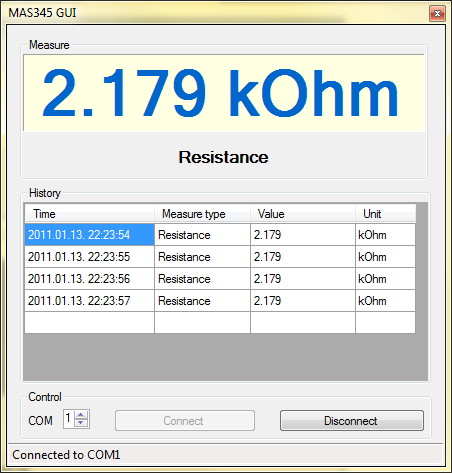 MAS345 GUI
Measure
2.179 kOhm
Resistance
History
Time Measure type Value Unit
2011.01.13. 22:23:54 Resistance 2.179 kOhm
2011.01.13. 22:23:55 Resistance 2.179 kOhm
2011.01.13. 22:23:56 Resistance 2.179 kOhm
2011.01.13. 22:23:57 Resistance 2.179 kOhm
Control
COM 1 Connect Disconnect
Connected to COM1